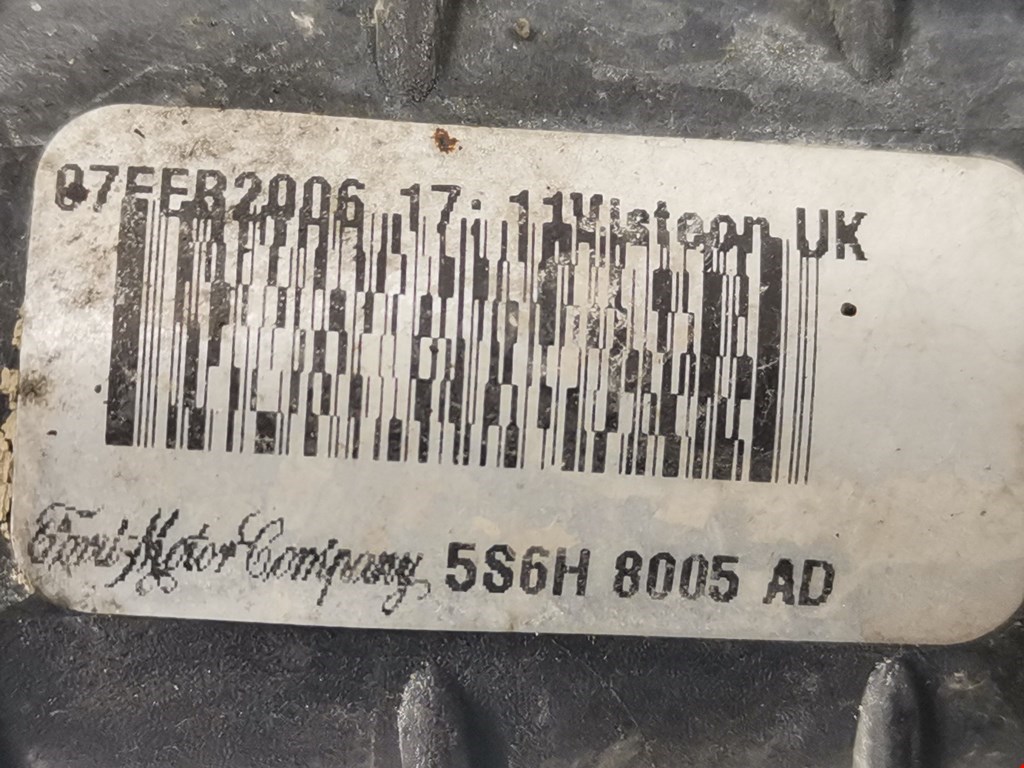 07FEB2006 17:11Visteon UK
Ford Motor Company, 5S6H 8005 AD